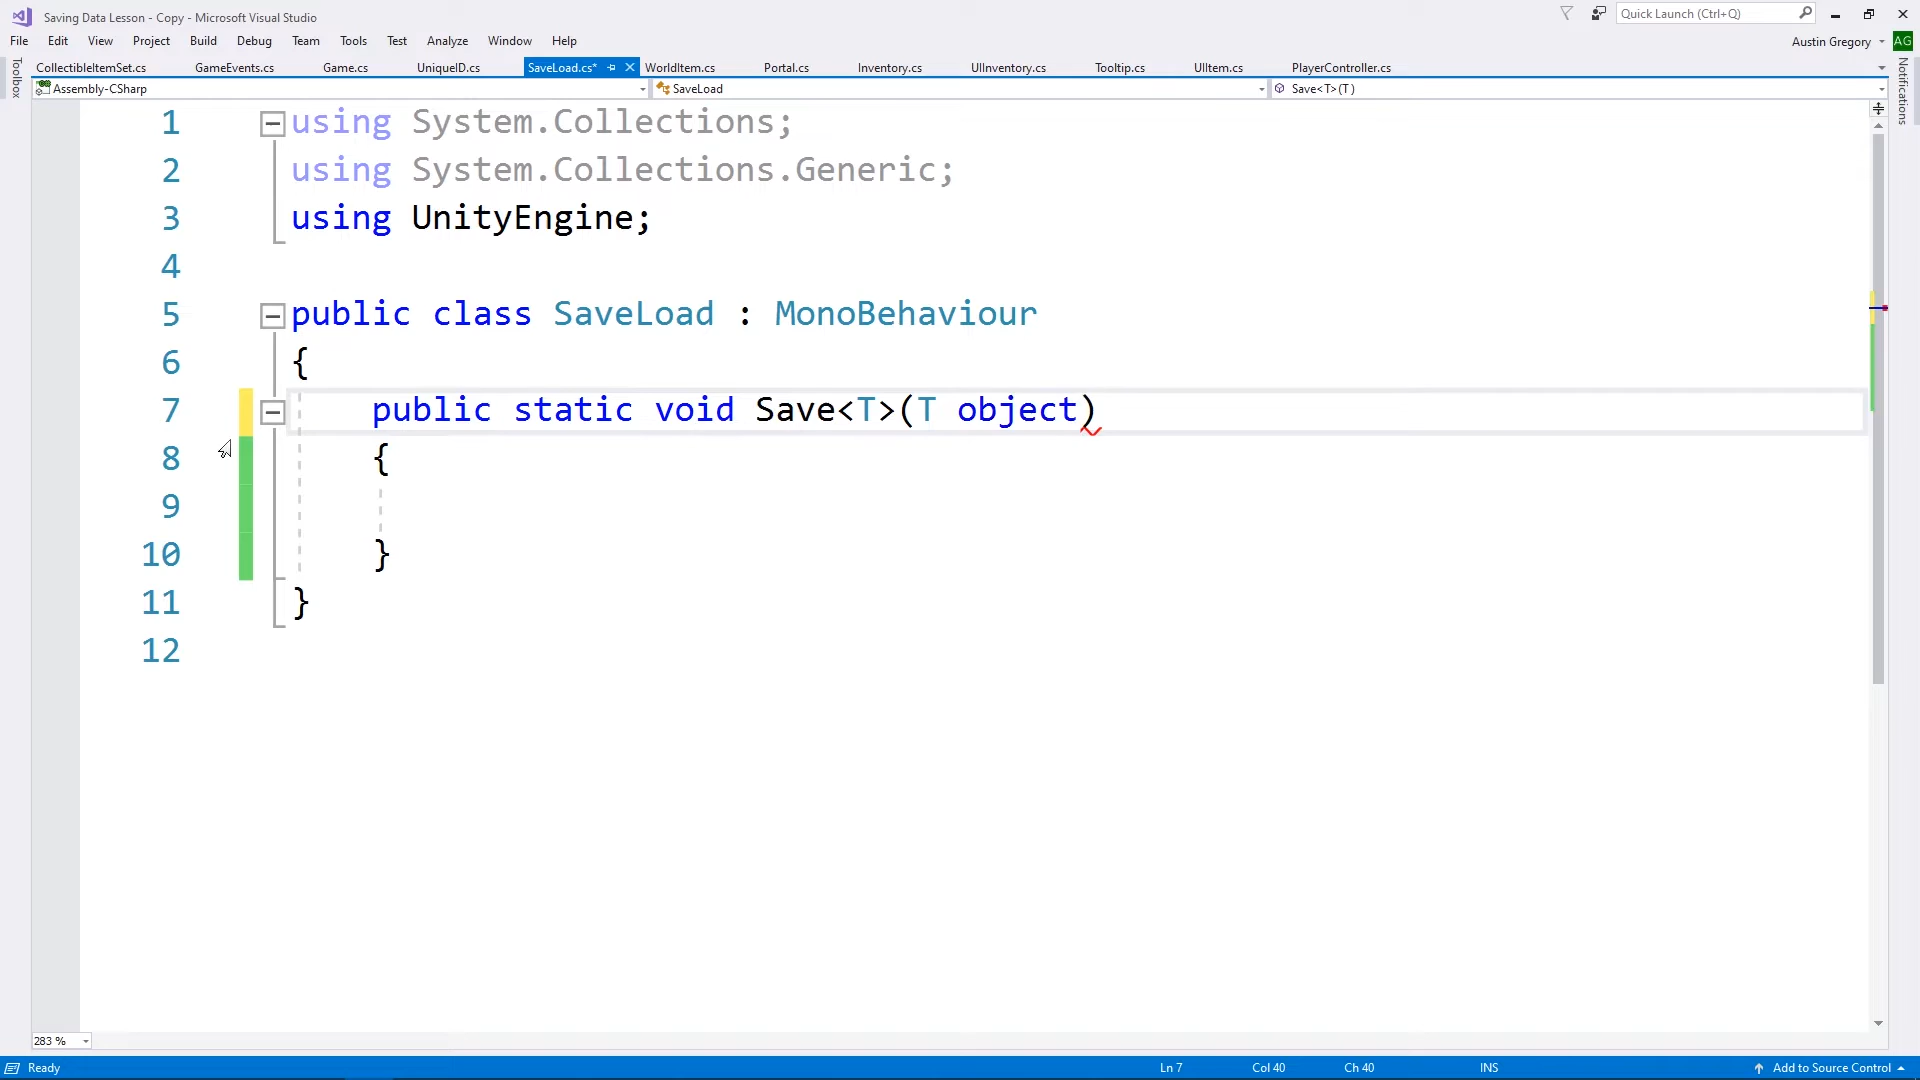 Saving Data Lesson - Copy - Microsoft Visual Studio
Quick Launch (Ctrl+Q)
File Edit View Project Build Debug Team Tools Test Analyze Window Help
Austin Gregory AG
Toolbox
CollectibleItemSet.cs GameEvents.cs Game.cs UniqueID.cs SaveLoad.cs* WorldItem.cs Portal.cs Inventory.cs UIInventory.cs Tooltip.cs UIItem.cs PlayerController.cs
Notifications
Assembly-CSharp SaveLoad Save<T>(T )
1 using System.Collections;
2 using System.Collections.Generic;
3 using UnityEngine;
4
5 public class SaveLoad : MonoBehaviour
6 {
7 public static void Save<T>(T object)
8 {
9
10 }
11 }
12
283 %
Ready Ln 7 Col 40 Ch 40 INS Add to Source Control